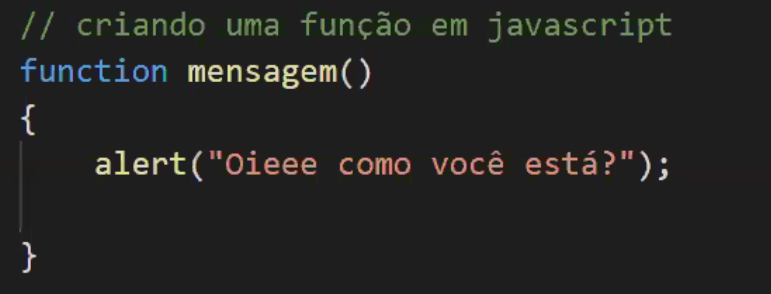 // criando uma função em javascript
function mensagem()
{
alert("Oieee como você está?");
}